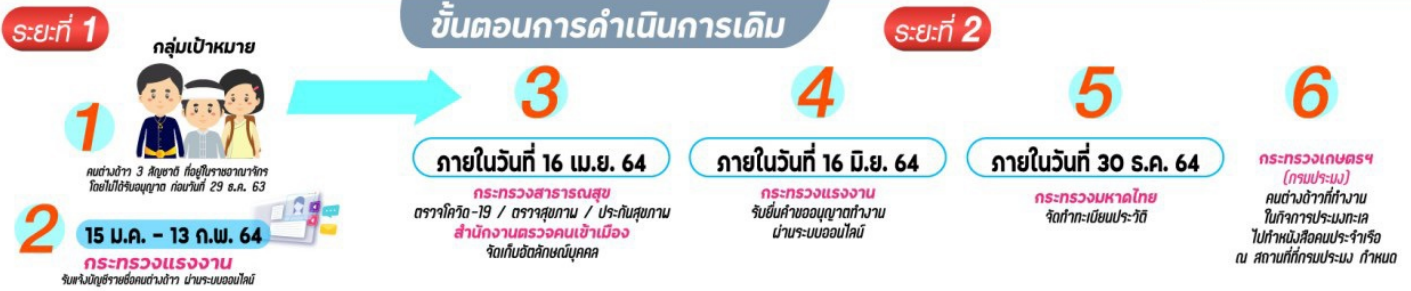 ระยะที่ 1
ขั้นตอนการดำเนินการเดิม
ระยะที่ 2
กลุ่มเป้าหมาย
1
คนต่างด้าว 3 สัญชาติ ที่อยู่ในราชอาณาจักร
โดยไม่ได้รับอนุญาต ก่อนวันที่ 29 ธ.ค. 63
2
15 ม.ค. - 13 ก.พ. 64
กระทรวงแรงงาน
รับแจ้งบัญชีรายชื่อคนต่างด้าว ผ่านระบบออนไลน์
3
ภายในวันที่ 16 เม.ย. 64
กระทรวงสาธารณสุข
ตรวจโควิด-19 / ตรวจสุขภาพ / ประกันสุขภาพ
สำนักงานตรวจคนเข้าเมือง
จัดเก็บอัตลักษณ์บุคคล
4
ภายในวันที่ 16 มิ.ย. 64
กระทรวงแรงงาน
รับยื่นคำขออนุญาตทำงาน
ผ่านระบบออนไลน์
5
ภายในวันที่ 30 ธ.ค. 64
กระทรวงมหาดไทย
จัดทำทะเบียนประวัติ
6
กระทรวงเกษตรฯ
(กรมประมง)
คนต่างด้าวที่ทำงาน
ในกิจการประมงทะเล
ไปทำหนังสือคนประจำเรือ
ณ สถานที่ที่กรมประมง กำหนด